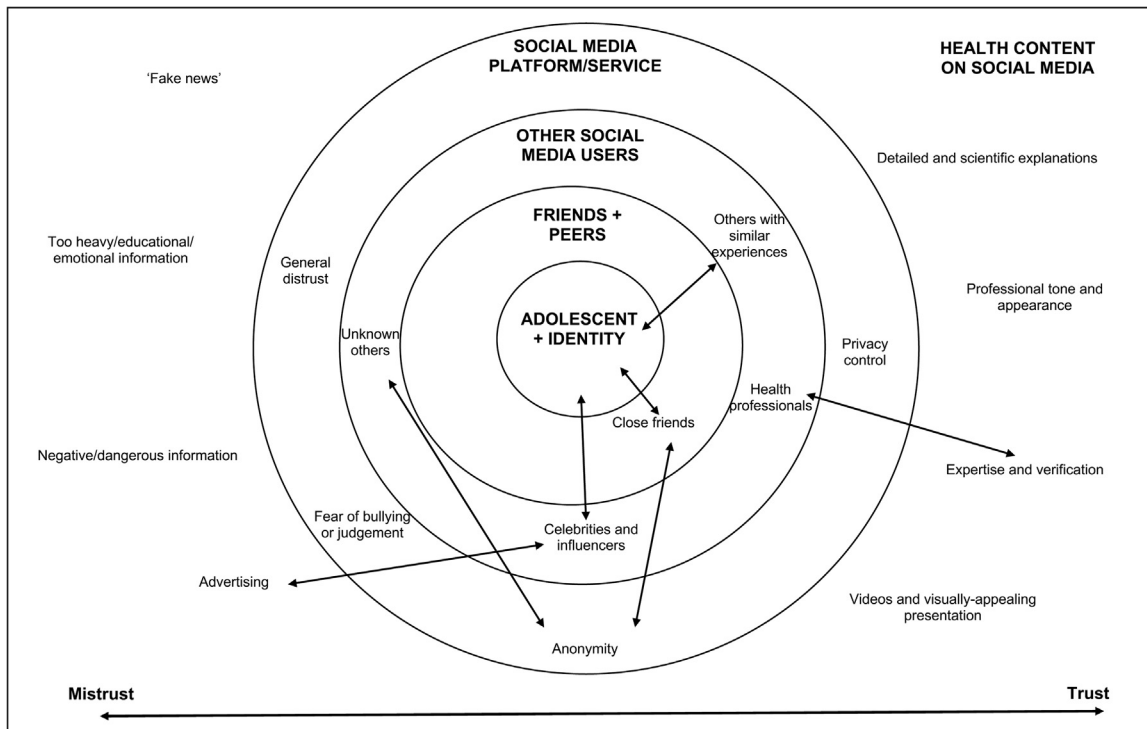 SOCIAL MEDIA
PLATFORM/SERVICE
HEALTH CONTENT
ON SOCIAL MEDIA
‘Fake news’
OTHER SOCIAL
MEDIA USERS
Detailed and scientific explanations
FRIENDS +
PEERS
Others with
similar
experiences
Too heavy/educational/
emotional information
General
distrust
Professional tone and
appearance
ADOLESCENT
+ IDENTITY
Unknown
others
Privacy
control
Health
professionals
Close friends
Negative/dangerous information
Expertise and verification
Fear of bullying
or judgement
Celebrities and
influencers
Advertising
Videos and visually-appealing
presentation
Anonymity
Mistrust
Trust